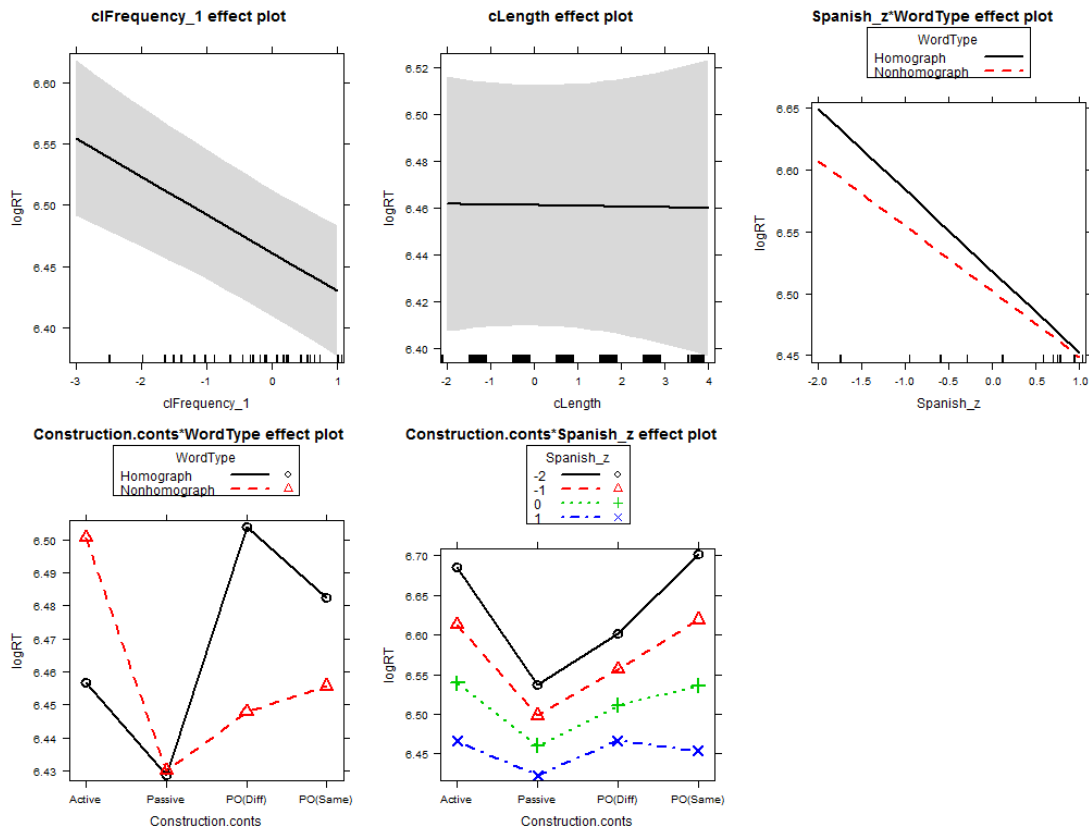 clFrequency_1 effect plot
logRT
6.60
6.55
6.50
6.45
6.40
-3
-2
-1
0
1
clFrequency_1
cLength effect plot
logRT
6.52
6.50
6.48
6.46
6.44
6.42
6.40
-2
-1
0
1
2
3
4
cLength
Spanish_z*WordType effect plot
WordType
Homograph
Nonhomograph
logRT
6.65
6.60
6.55
6.50
6.45
-2.0
-1.5
-1.0
-0.5
0.0
0.5
1.0
Spanish_z
Construction.conts*WordType effect plot
WordType
Homograph
Nonhomograph
logRT
6.50
6.49
6.48
6.47
6.46
6.45
6.44
6.43
Active
Passive
PO(Diff)
PO(Same)
Construction.conts
Construction.conts*Spanish_z effect plot
Spanish_z
-2
-1
0
1
logRT
6.70
6.65
6.60
6.55
6.50
6.45
Active
Passive
PO(Diff)
PO(Same)
Construction.conts